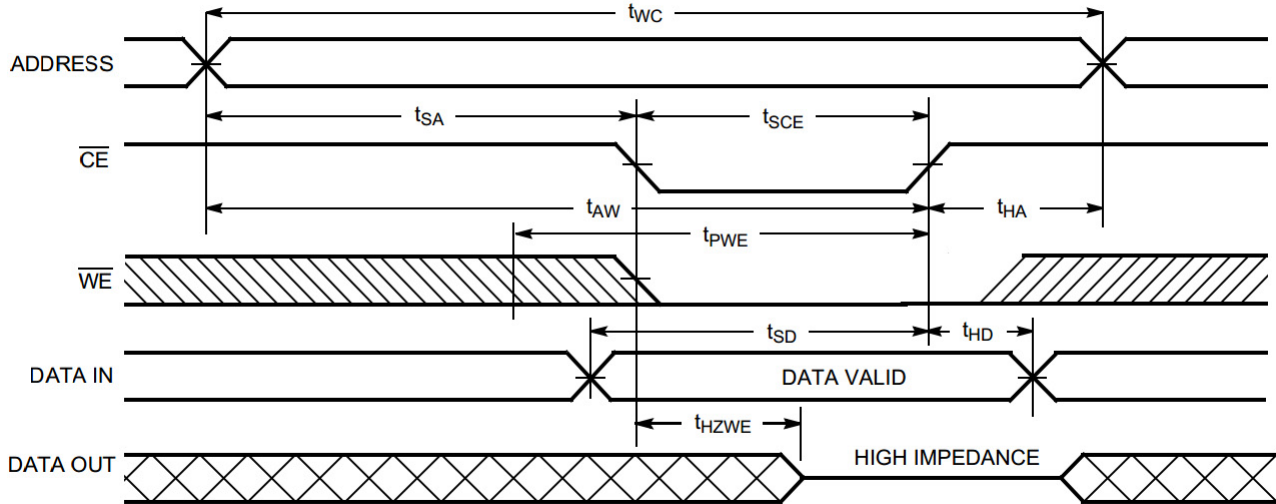 tWC
ADDRESS
tSA tSCE
CE
tAW tHA
tPWE
WE
tSD tHD
DATA IN DATA VALID
tHZWE
DATA OUT HIGH IMPEDANCE